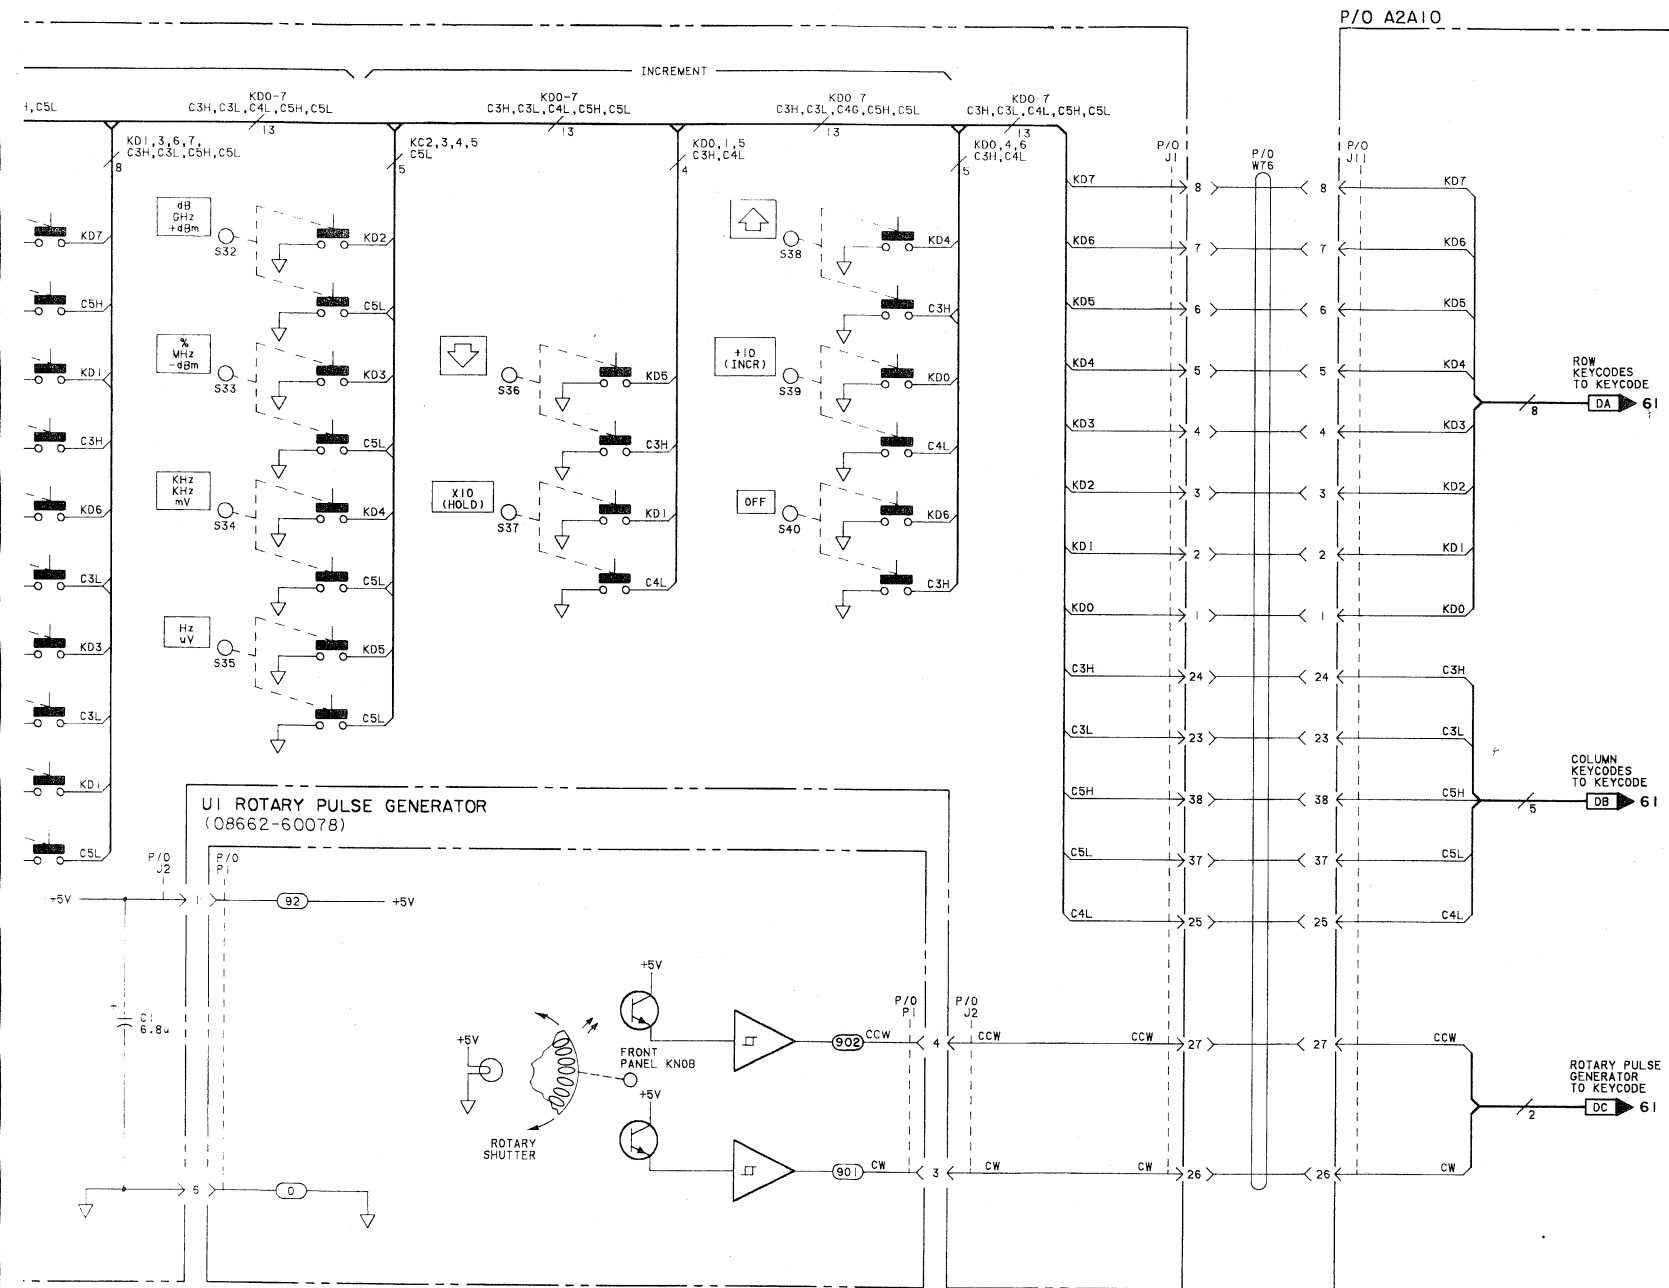 P/O A2A10
INCREMENT
H,C5L
KD0-7
C3H,C3L,C4L,C5H,C5L
13
KD0-7
C3H,C3L,C4L,C5H,C5L
13
KD0-7
C3H,C3L,C4G,C5H,C5L
13
KD0-7
C3H,C3L,C4L,C5H,C5L
13
KD1,3,6,7,
C3H,C3L,C5H,C5L
8
KC2,3,4,5
C5L
5
KD0,1,5
C3H,C4L
4
KD0,4,6
C3H,C4L
5
P/O
J1
P/O
W76
P/O
J11
KD7
C5H
KD1
C3H
KD6
C3L
KD3
C3L
KD1
C5L
dB
GHz
+dBm
S32
KD2
C5L
%
MHz
-dBm
S33
KD3
C5L
KHz
KHz
mV
S34
KD4
C5L
Hz
uV
S35
KD5
C5L
S36
KD5
C3H
X10
(HOLD)
S37
KD1
C4L
S38
KD4
C3H
+10
(INCR)
S39
KD0
C4L
OFF
S40
KD6
C3H
KD7 8 8 KD7
KD6 7 7 KD6
KD5 6 6 KD5
KD4 5 5 KD4
KD3 4 4 KD3
KD2 3 3 KD2
KD1 2 2 KD1
KD0 1 1 KD0
C3H 24 24 C3H
C3L 23 23 C3L
C5H 38 38 C5H
C5L 37 37 C5L
C4L 25 25 C4L
ROW
KEYCODES
TO KEYCODE
8
DA 61
COLUMN
KEYCODES
TO KEYCODE
5
DB 61
U1 ROTARY PULSE GENERATOR
(08662-60078)
P/O
J2
P/O
P1
+5V 1 92 +5V
+
C1
6.8u
5 0
+5V
ROTARY
SHUTTER
+5V
FRONT
PANEL KNOB
+5V
P/O
P1
P/O
J2
902 CCW 4 CCW CCW 27 27 CCW
901 CW 3 CW CW 26 26 CW
ROTARY PULSE
GENERATOR
TO KEYCODE
2
DC 61